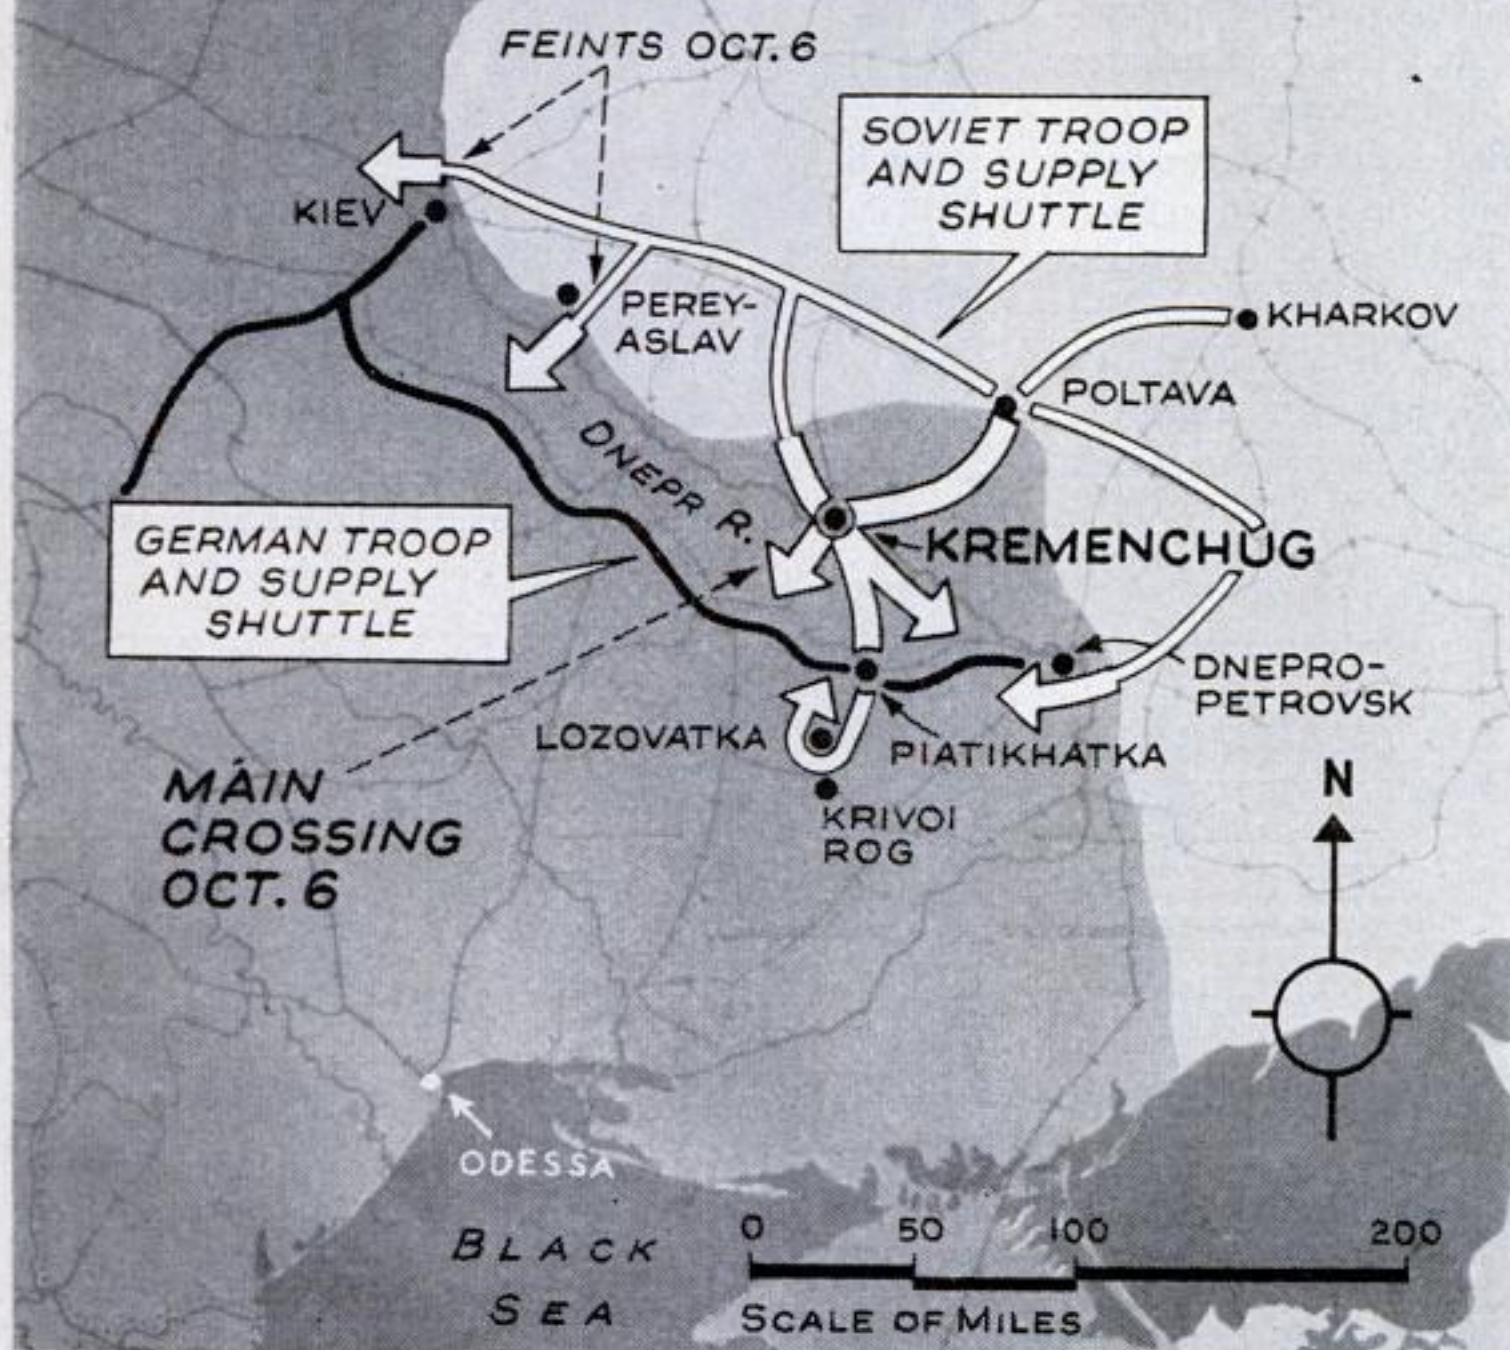 FEINTS OCT. 6
SOVIET TROOP
AND SUPPLY
SHUTTLE
KIEV
PEREY-
ASLAV
KHARKOV
POLTAVA
DNEPR R.
GERMAN TROOP
AND SUPPLY
SHUTTLE
KREMENCHUG
DNEPRO-
PETROVSK
LOZOVATKA
PIATIKHATKA
MAIN
CROSSING
OCT. 6
KRIVOI
ROG
N
ODESSA
BLACK
SEA
0 50 100 200
SCALE OF MILES